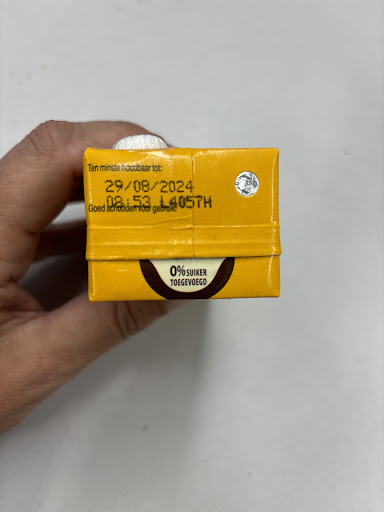 Ten minste houdbaar tot:
29/08/2024
08:53 L4057H
Goed schudden voor gebruik
0% SUIKER
TOEGEVOEGD